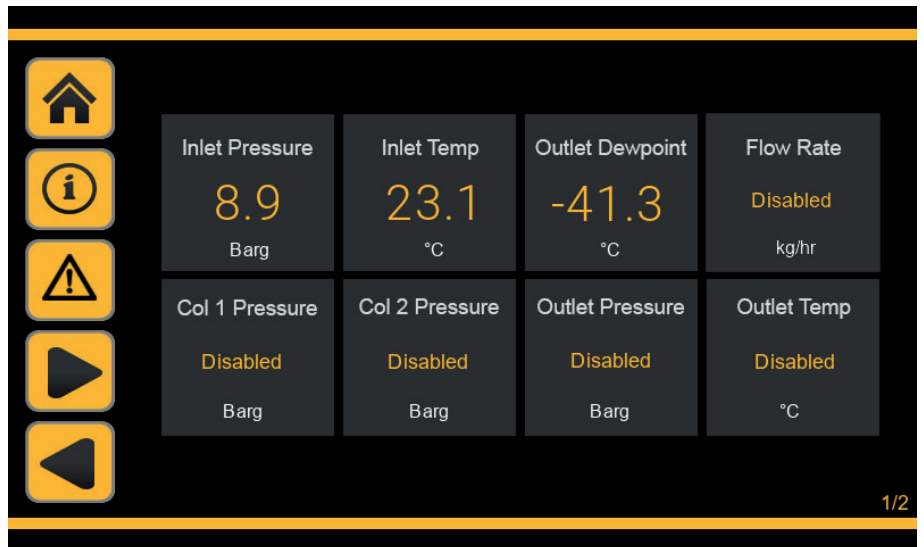 Inlet Pressure
8.9
Barg
Inlet Temp
23.1
°C
Outlet Dewpoint
-41.3
°C
Flow Rate
Disabled
kg/hr
Col 1 Pressure
Disabled
Barg
Col 2 Pressure
Disabled
Barg
Outlet Pressure
Disabled
Barg
Outlet Temp
Disabled
°C
1/2